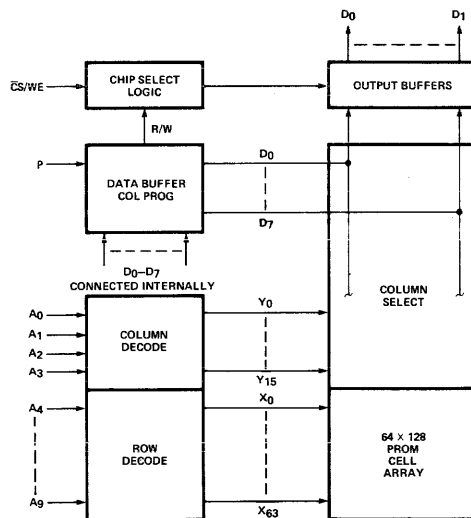 D0 D1
CS/WE
CHIP SELECT
LOGIC
OUTPUT BUFFERS
R/W
P
DATA BUFFER
COL PROG
D0
D7
D0–D7
CONNECTED INTERNALLY
COLUMN
SELECT
A0
A1
A2
A3
COLUMN
DECODE
Y0
Y15
A4
A9
ROW
DECODE
X0
X63
64 × 128
PROM
CELL
ARRAY